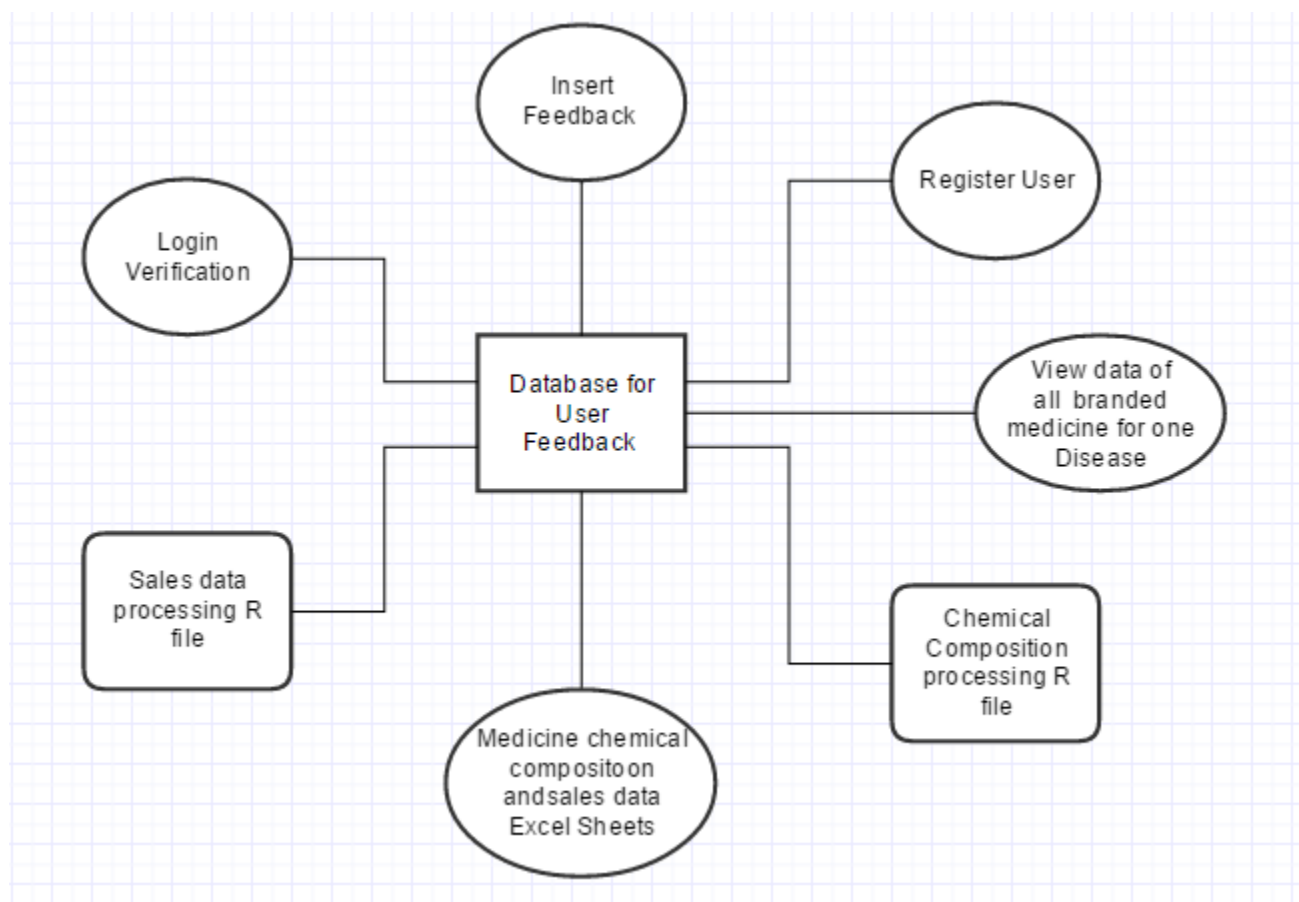 Insert
Feedback
Register User
Login
Verification
View data of
all branded
medicine for one
Disease
Database for
User
Feedback
Sales data
processing R
file
Chemical
Composition
processing R
file
Medicine chemical
compositoon
andsales data
Excel Sheets